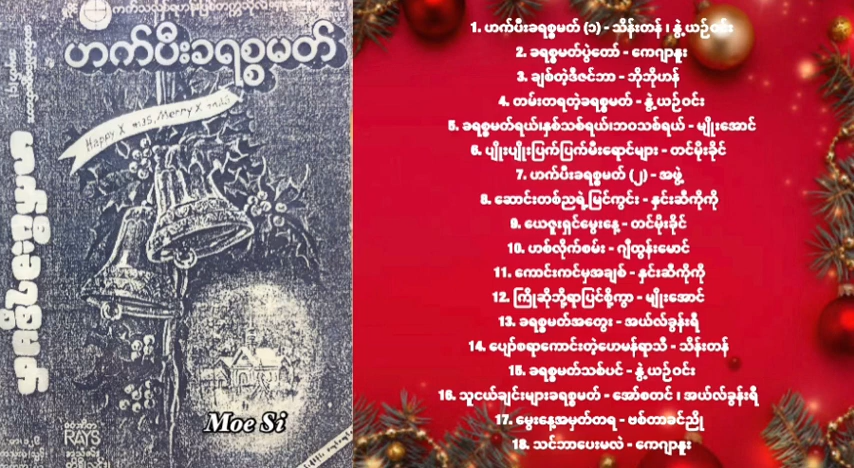 ဟက်ပီးခရစ္စမတ်
Happy X'mas, Merry X'mas
ဟက်ပီးခရစ္စမတ်
RAYS
Moe Si
1. ဟက်ပီးခရစ္စမတ် (၁) - သိန်းတန် ၊ နွဲ့ယဉ်ဝင်း
2. ခရစ္စမတ်ပွဲတော် - ကေဂျာနူး
3. ချစ်တဲ့ဒီဇင်ဘာ - ဘိုဘိုဟန်
4. တမ်းတရတဲ့ခရစ္စမတ် - နွဲ့ယဉ်ဝင်း
5. ခရစ္စမတ်ရယ်၊နှစ်သစ်ရယ်၊ဘဝသစ်ရယ် - မျိုးအောင်
6. ပျိုးပျိုးပြက်ပြက်မီးရောင်များ - တင်မိုးခိုင်
7. ဟက်ပီးခရစ္စမတ် (၂) - အဖွဲ့
8. ဆောင်းတစ်ညရဲ့မြင်ကွင်း - နှင်းဆီကိုကို
9. ယေဇူးရှင်မွေးနေ့ - တင်မိုးခိုင်
10. ဟစ်လိုက်စမ်း - ဂျီထွန်းမောင်
11. ကောင်းကင်မှအချစ် - နှင်းဆီကိုကို
12. ကြိုဆိုဘို့ရာပြင်စို့ကွာ - မျိုးအောင်
13. ခရစ္စမတ်အတွေး - အယ်လ်ခွန်းရီ
14. ပျော်စရာကောင်းတဲ့ဟေမန်ရာသီ - သိန်းတန်
15. ခရစ္စမတ်သစ်ပင် - နွဲ့ယဉ်ဝင်း
16. သူငယ်ချင်းများခရစ္စမတ် - အော်စတင် ၊ အယ်လ်ခွန်းရီ
17. မွေးနေ့အမှတ်တရ - ဗစ်တာခင်ညို
18. သင်ဘာပေးမလဲ - ကေဂျာနူး